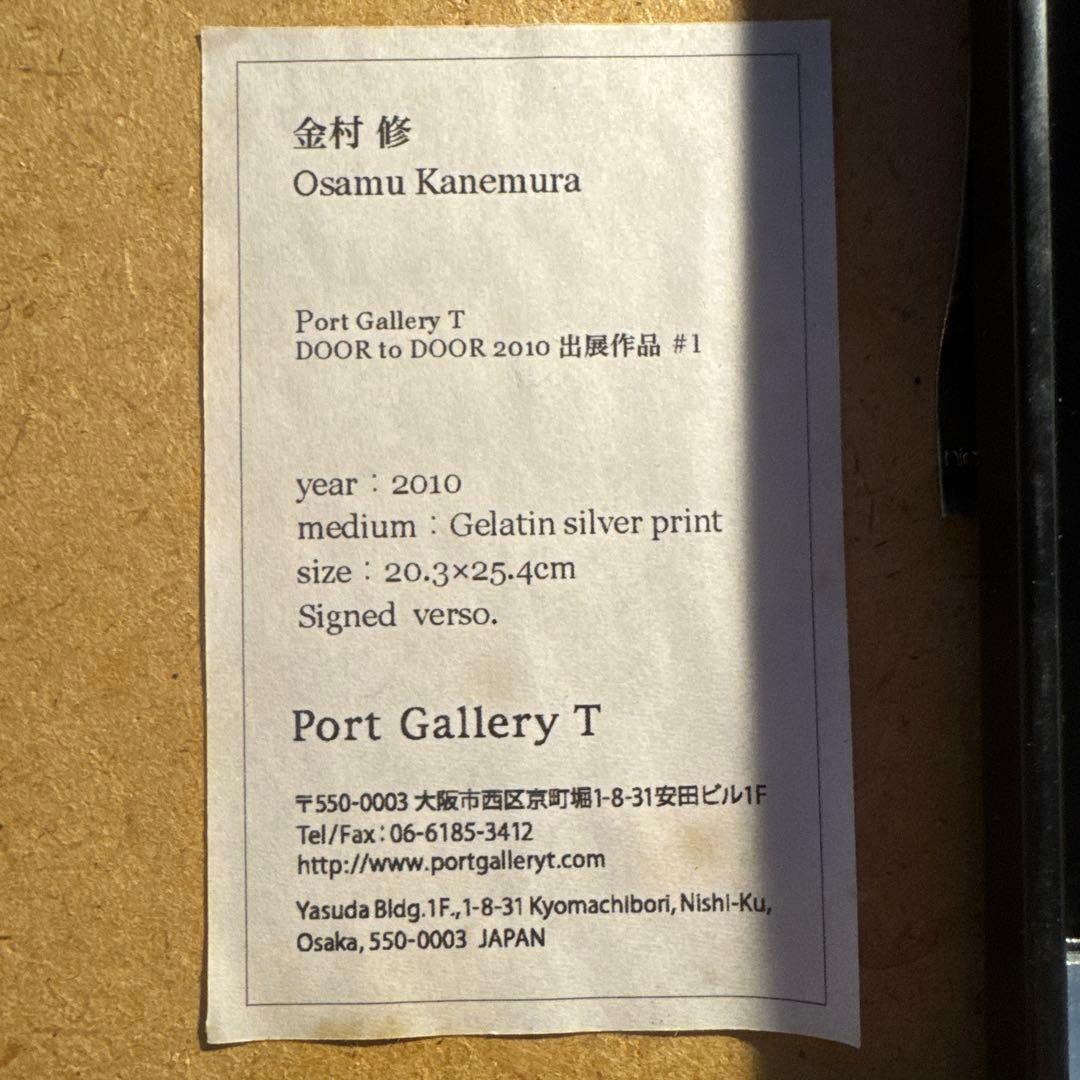 金村 修
Osamu Kanemura
Port Gallery T
DOOR to DOOR 2010 出展作品 #1
year：2010
medium：Gelatin silver print
size：20.3×25.4cm
Signed verso.
Port Gallery T
〒550-0003 大阪市西区京町堀1-8-31安田ビル1F
Tel/Fax：06-6185-3412
http://www.portgalleryt.com
Yasuda Bldg.1F.,1-8-31 Kyomachibori, Nishi-Ku,
Osaka, 550-0003 JAPAN